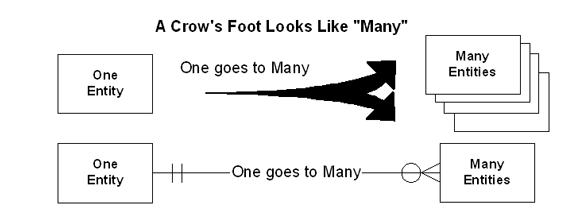 A Crow's Foot Looks Like "Many"
One
Entity
One goes to Many
Many
Entities
One
Entity
One goes to Many
Many
Entities